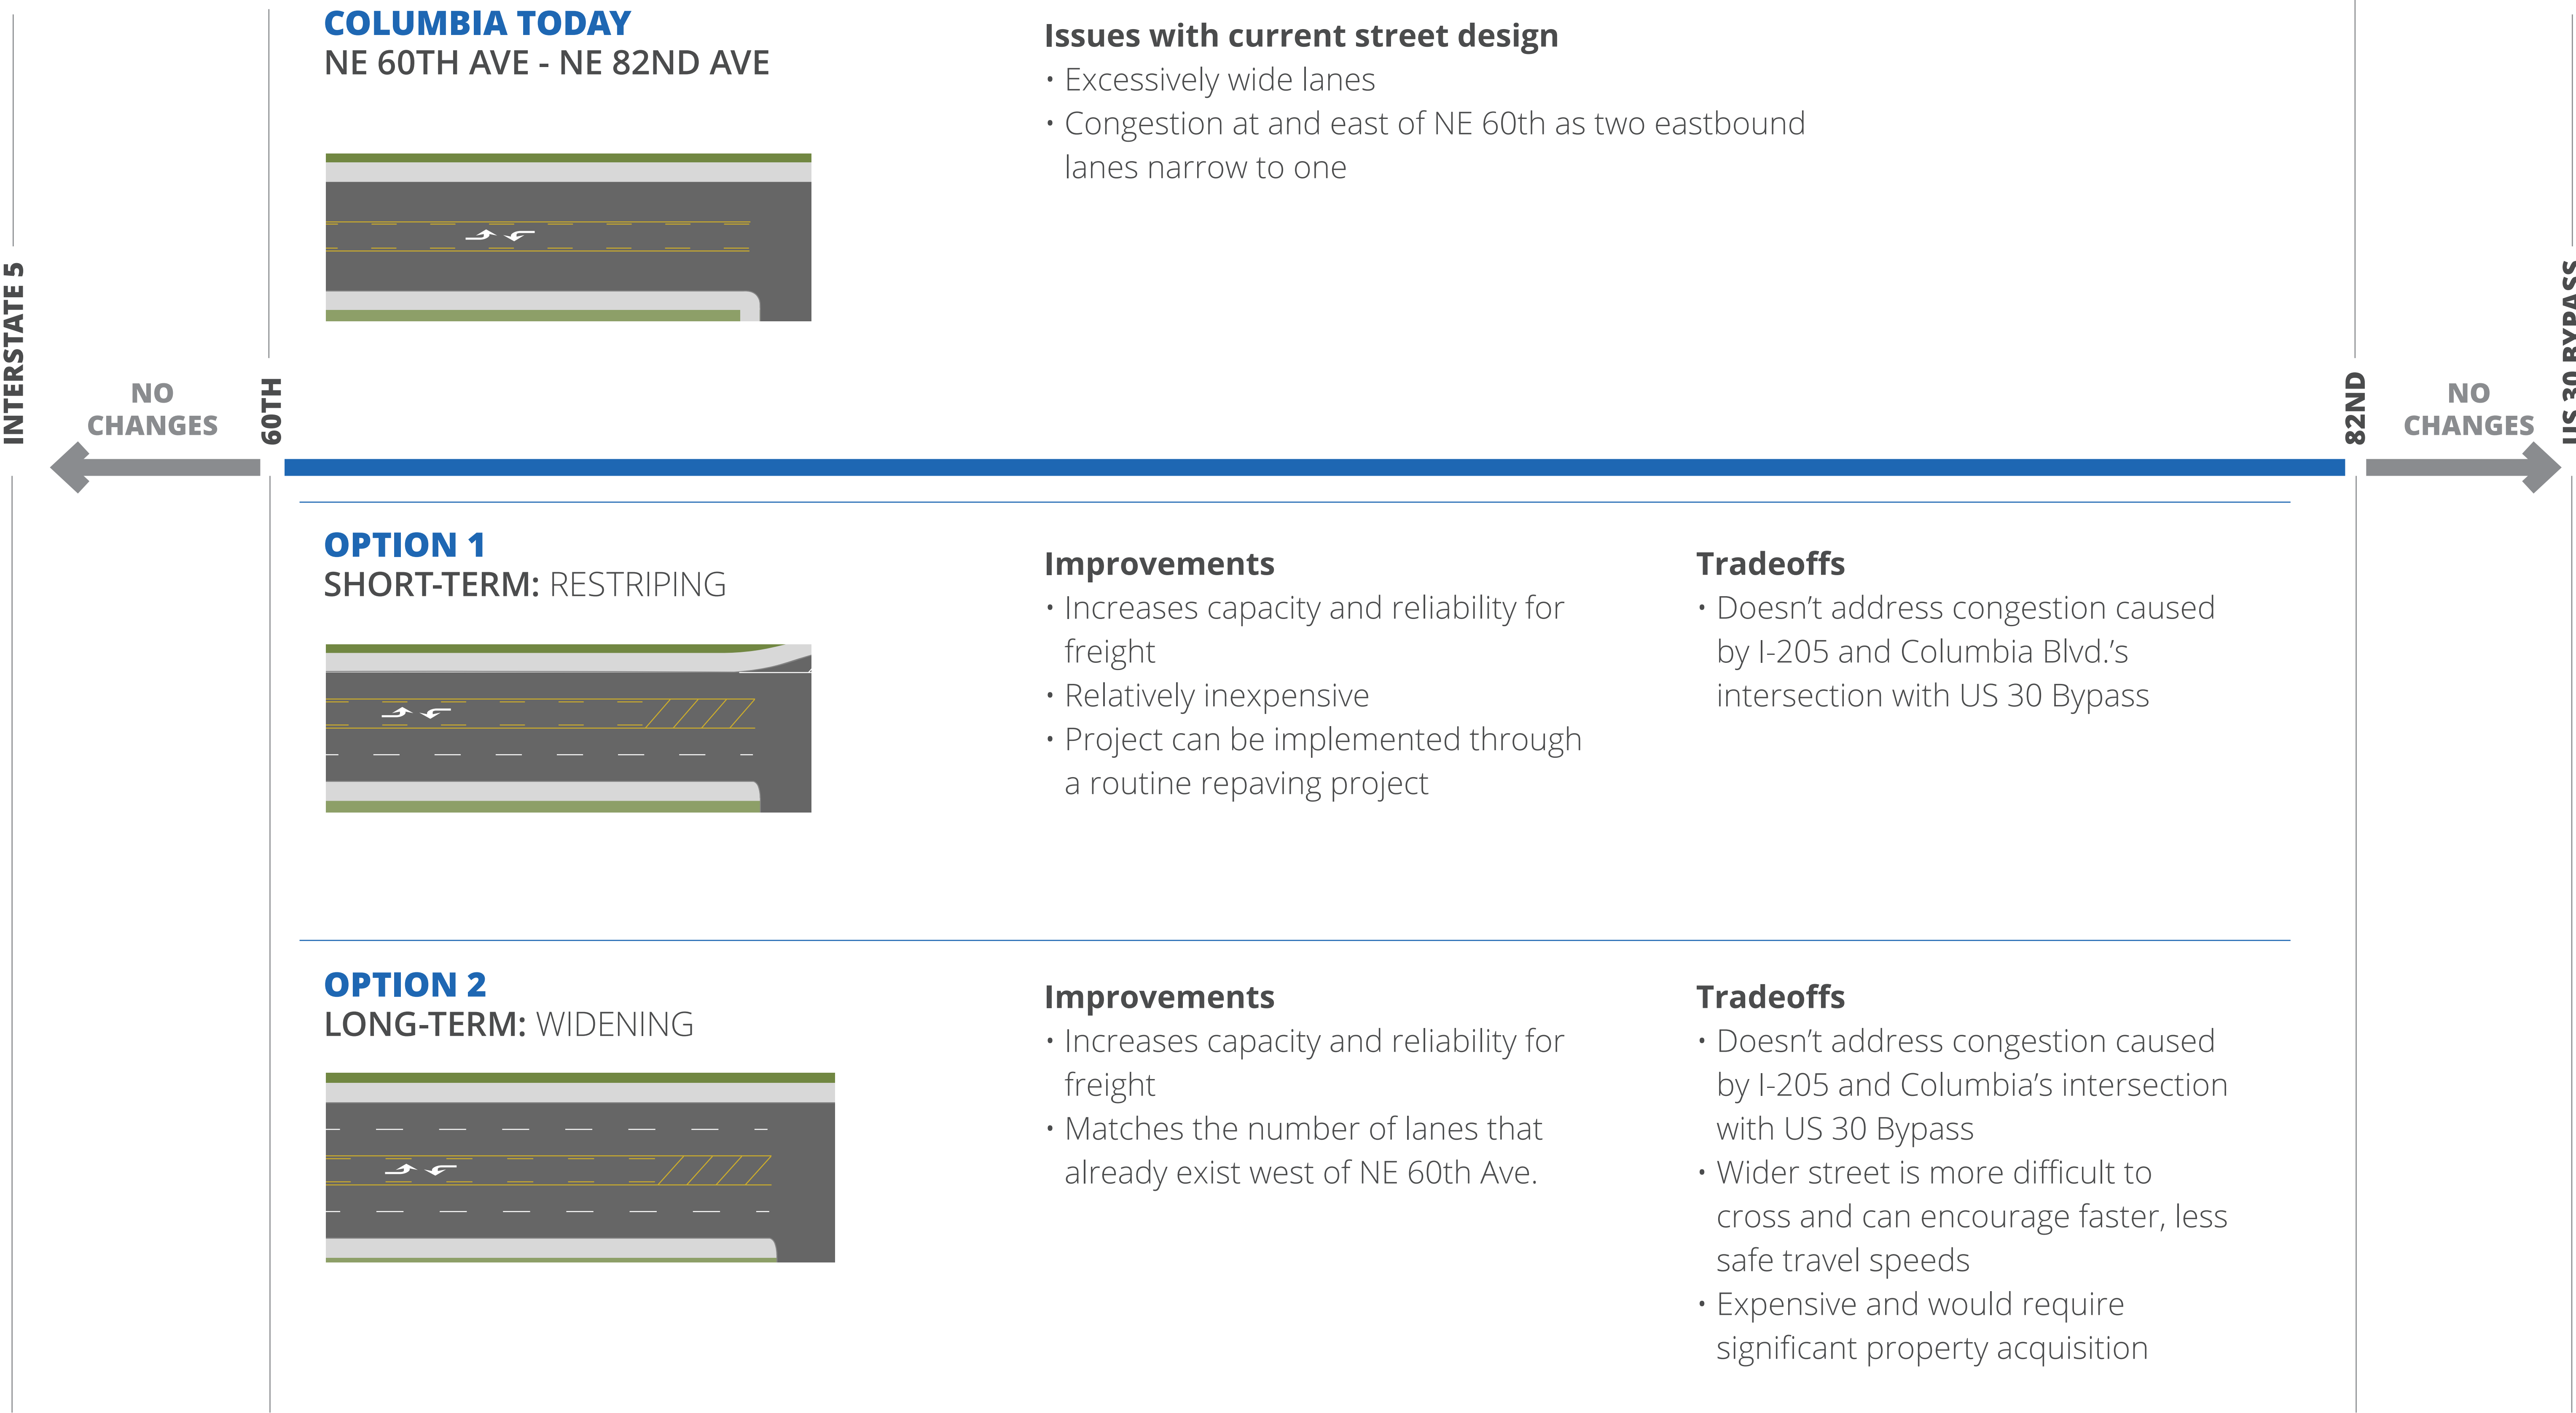 COLUMBIA TODAY
NE 60TH AVE - NE 82ND AVE
Issues with current street design
• Excessively wide lanes
• Congestion at and east of NE 60th as two eastbound
lanes narrow to one
INTERSTATE 5
NO
CHANGES
60TH
82ND
NO
CHANGES
US 30 BYPASS
OPTION 1
SHORT-TERM: RESTRIPING
Improvements
• Increases capacity and reliability for
freight
• Relatively inexpensive
• Project can be implemented through
a routine repaving project
Tradeoffs
• Doesn’t address congestion caused
by I-205 and Columbia Blvd.’s
intersection with US 30 Bypass
OPTION 2
LONG-TERM: WIDENING
Improvements
• Increases capacity and reliability for
freight
• Matches the number of lanes that
already exist west of NE 60th Ave.
Tradeoffs
• Doesn’t address congestion caused
by I-205 and Columbia’s intersection
with US 30 Bypass
• Wider street is more difficult to
cross and can encourage faster, less
safe travel speeds
• Expensive and would require
significant property acquisition